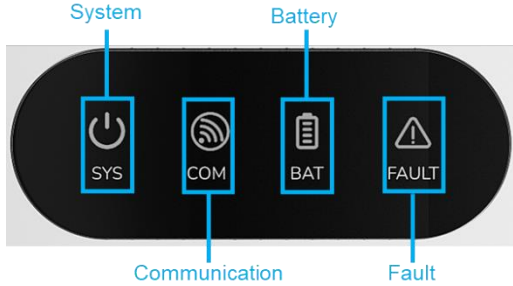 System
Battery
SYS
COM
BAT
FAULT
Communication
Fault